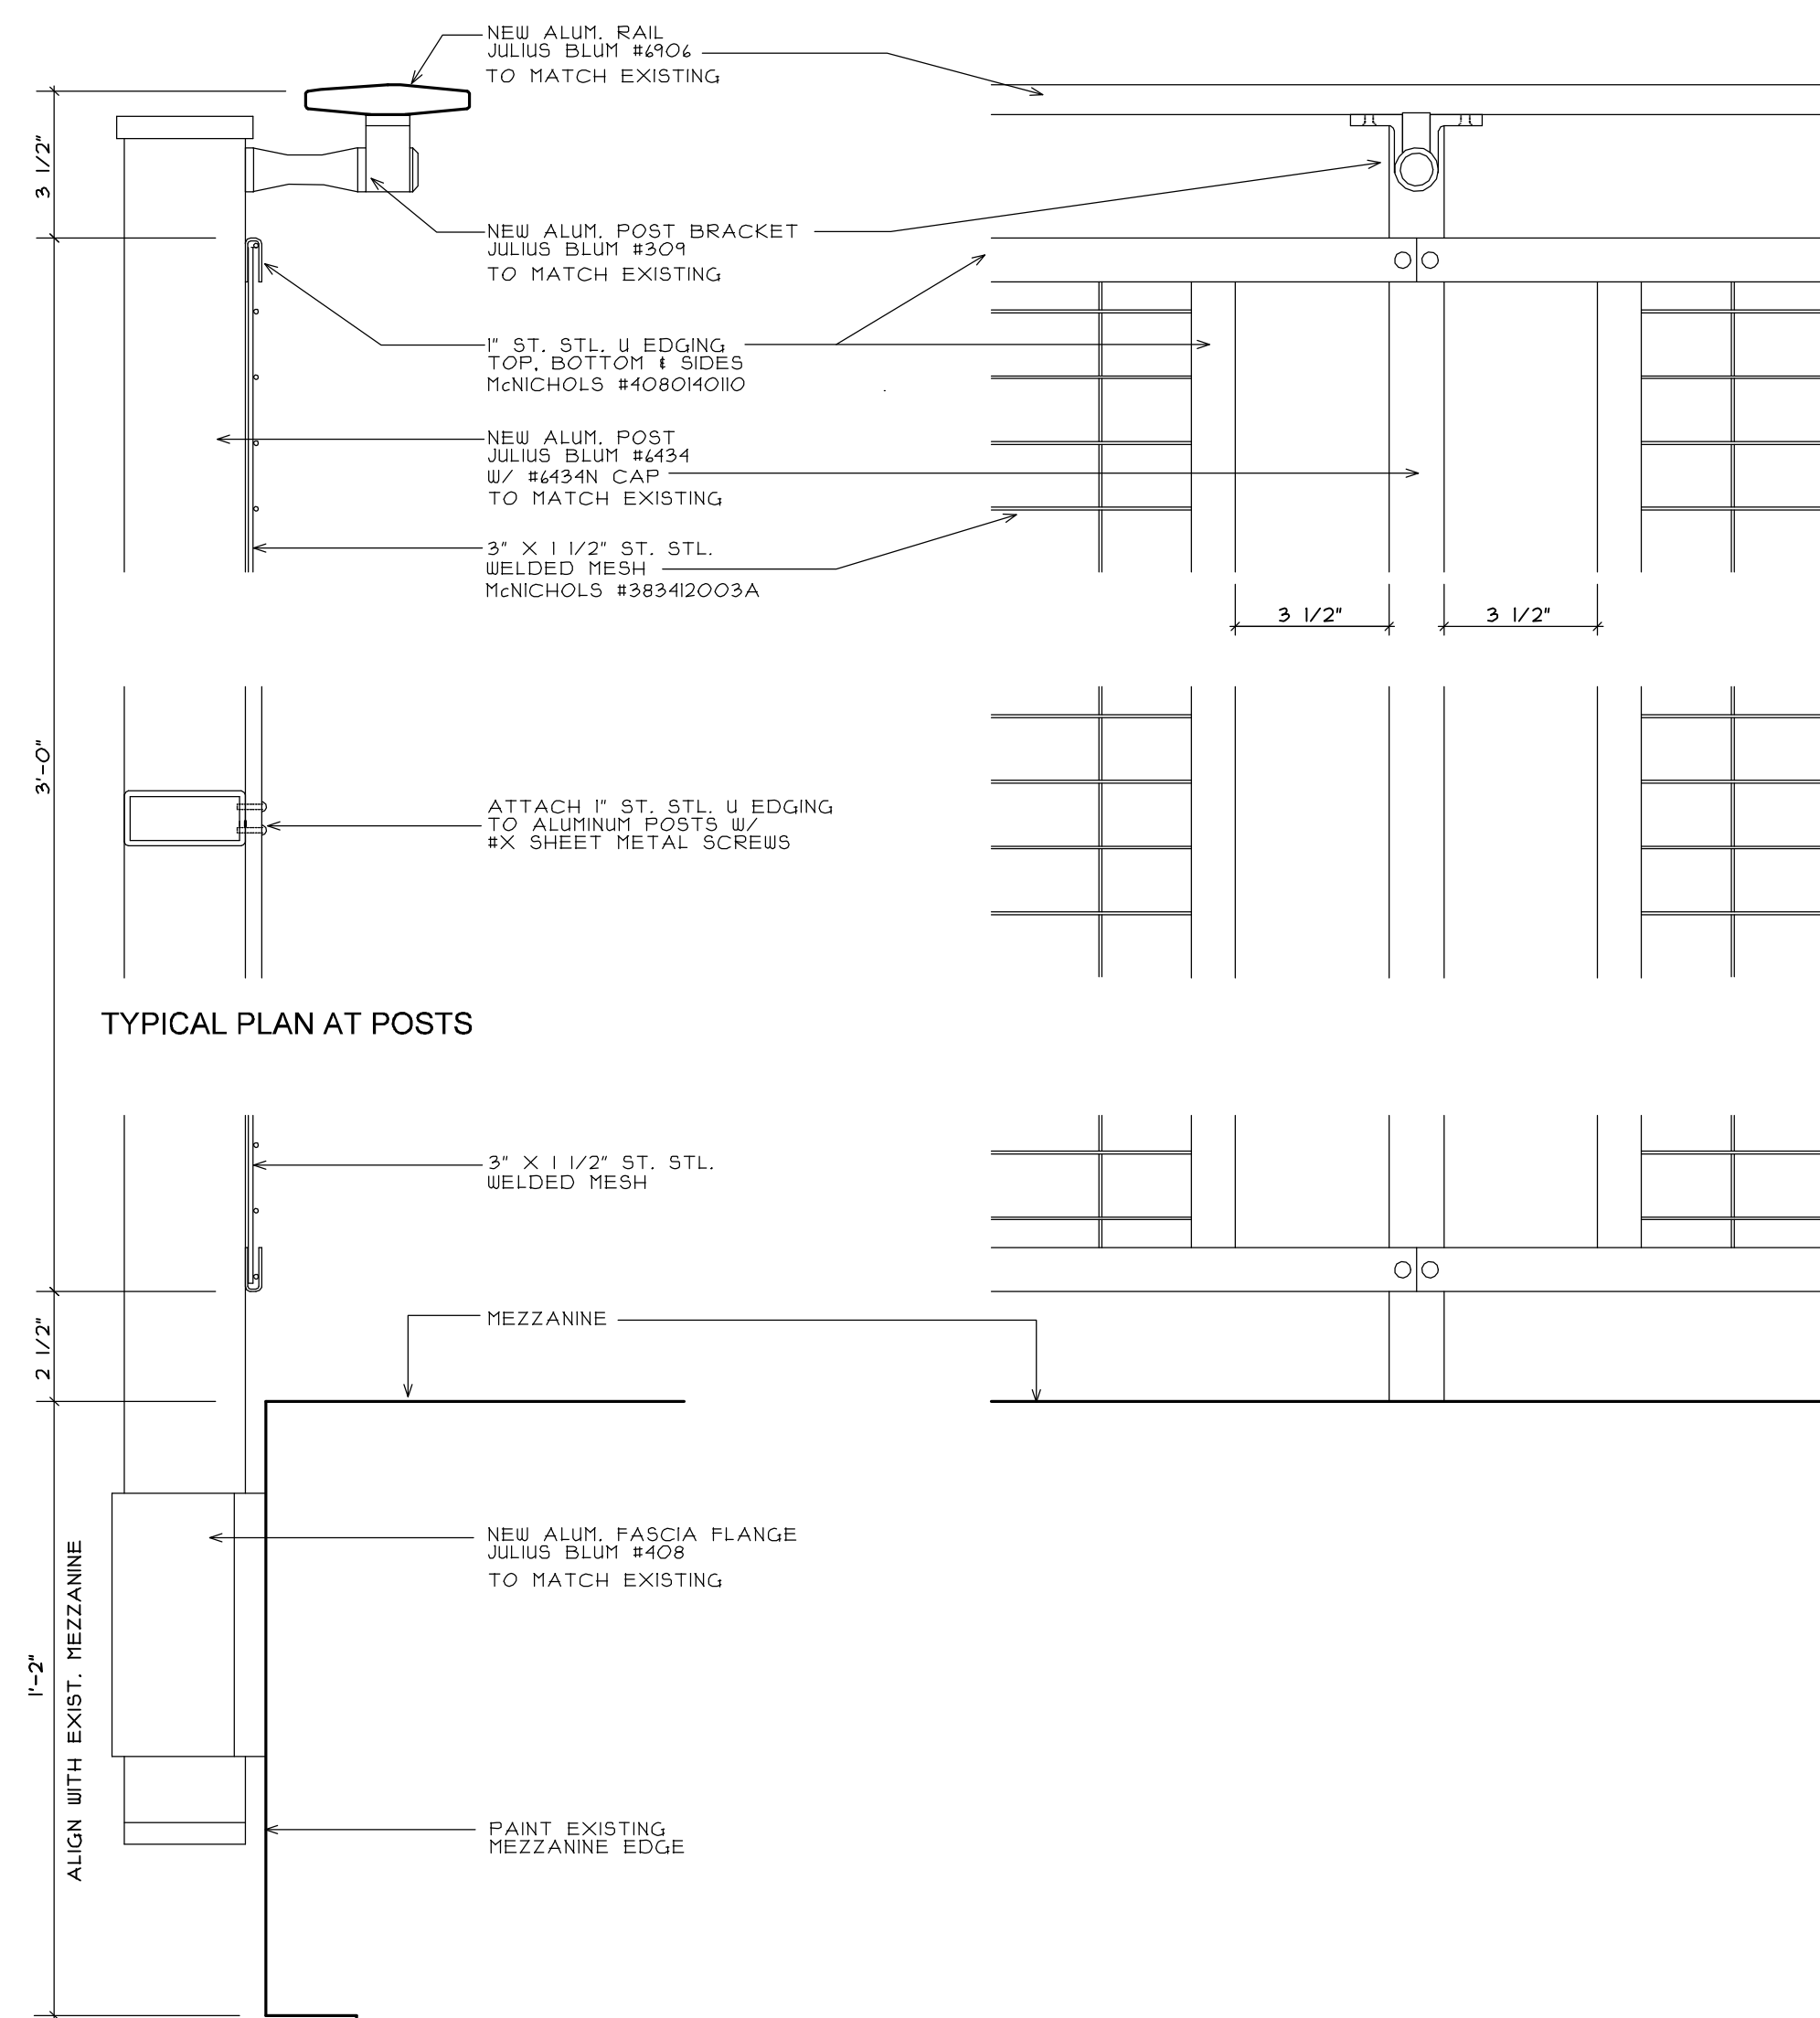 NEW ALUM. RAIL
JULIUS BLUM #6906
TO MATCH EXISTING
3 1/2"
NEW ALUM. POST BRACKET
JULIUS BLUM #309
TO MATCH EXISTING
1" ST. STL. U EDGING
TOP, BOTTOM & SIDES
McNICHOLS #4080140110
NEW ALUM. POST
JULIUS BLUM #6434
W/ #6434N CAP
TO MATCH EXISTING
3" X 1 1/2" ST. STL.
WELDED MESH
McNICHOLS #383412003A
3 1/2"
3 1/2"
3'-0"
ATTACH 1" ST. STL. U EDGING
TO ALUMINUM POSTS W/
#X SHEET METAL SCREWS
TYPICAL PLAN AT POSTS
3" X 1 1/2" ST. STL.
WELDED MESH
MEZZANINE
2 1/2"
NEW ALUM. FASCIA FLANGE
JULIUS BLUM #408
TO MATCH EXISTING
1'-2"
ALIGN WITH EXIST. MEZZANINE
PAINT EXISTING
MEZZANINE EDGE